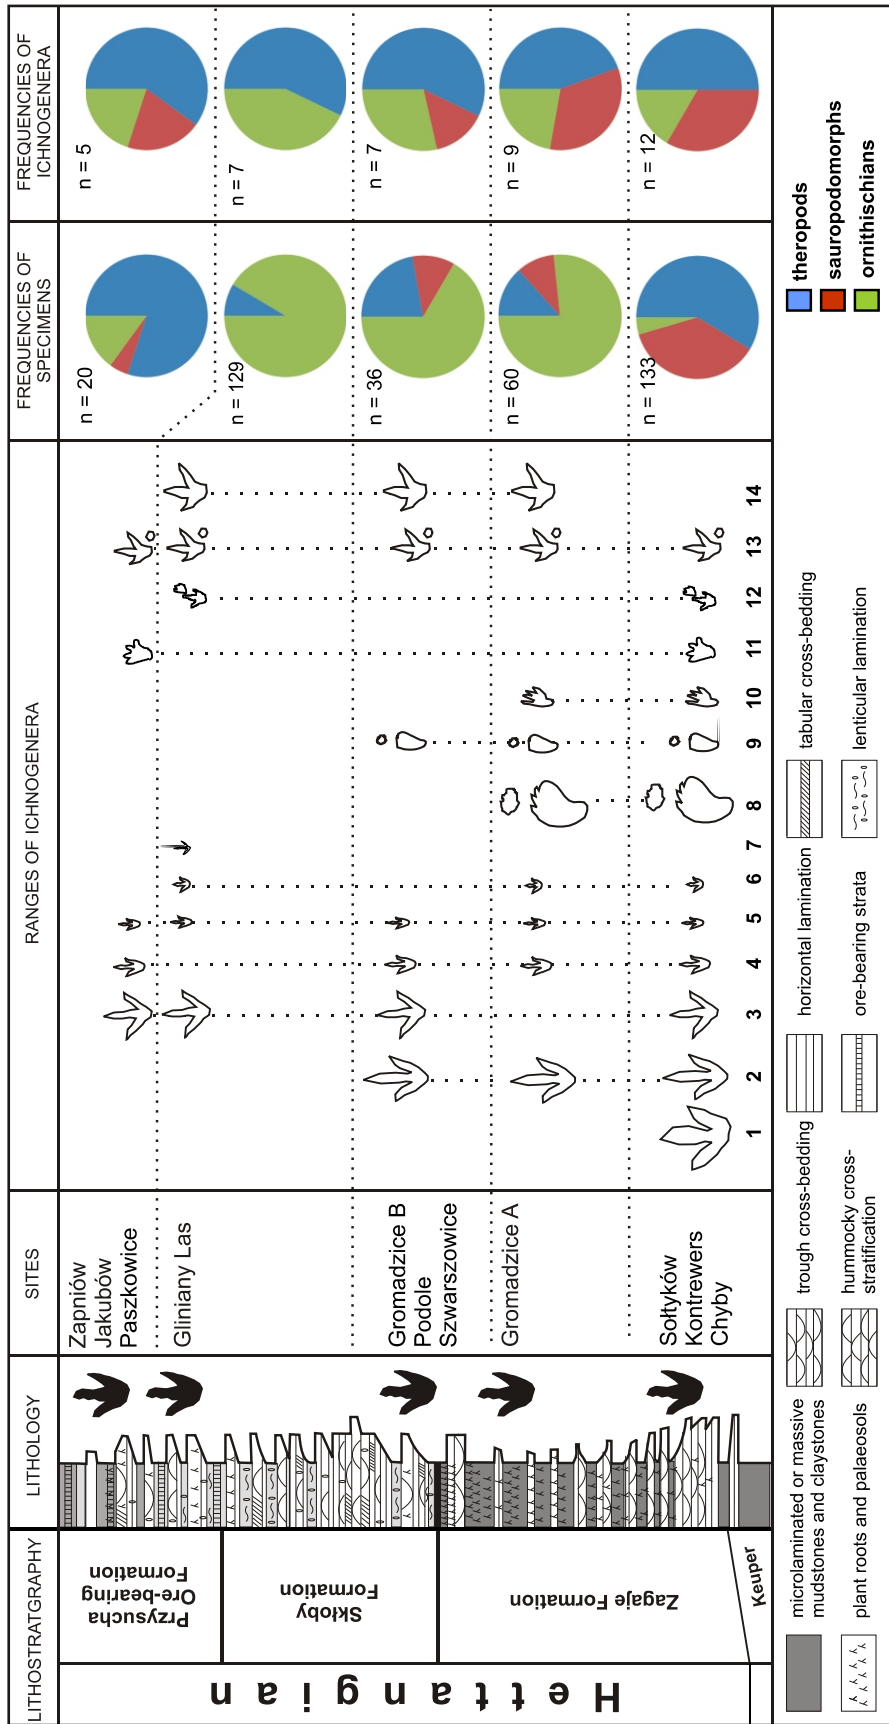 LITHOSTRATGRAPHY
LITHOLOGY
SITES
RANGES OF ICHNOGENERA
FREQUENCIES OF
SPECIMENS
FREQUENCIES OF
ICHNOGENERA
Hettangian
Przysucha
Ore-bearing
Formation
Skłoby
Formation
Zagaje Formation
Keuper
Zapniów
Jakubów
Paszkowice
Gliniany Las
Gromadzice B
Podole
Szwarszowice
Gromadzice A
Sołtyków
Kontrewers
Chyby
1 2 3 4 5 6 7 8 9 10 11 12 13 14
n = 20
n = 129
n = 36
n = 60
n = 133
n = 5
n = 7
n = 7
n = 9
n = 12
microlaminated or massive
mudstones and claystones
trough cross-bedding
horizontal lamination
tabular cross-bedding
plant roots and palaeosols
hummocky cross-
stratification
ore-bearing strata
lenticular lamination
theropods
sauropodomorphs
ornithischians